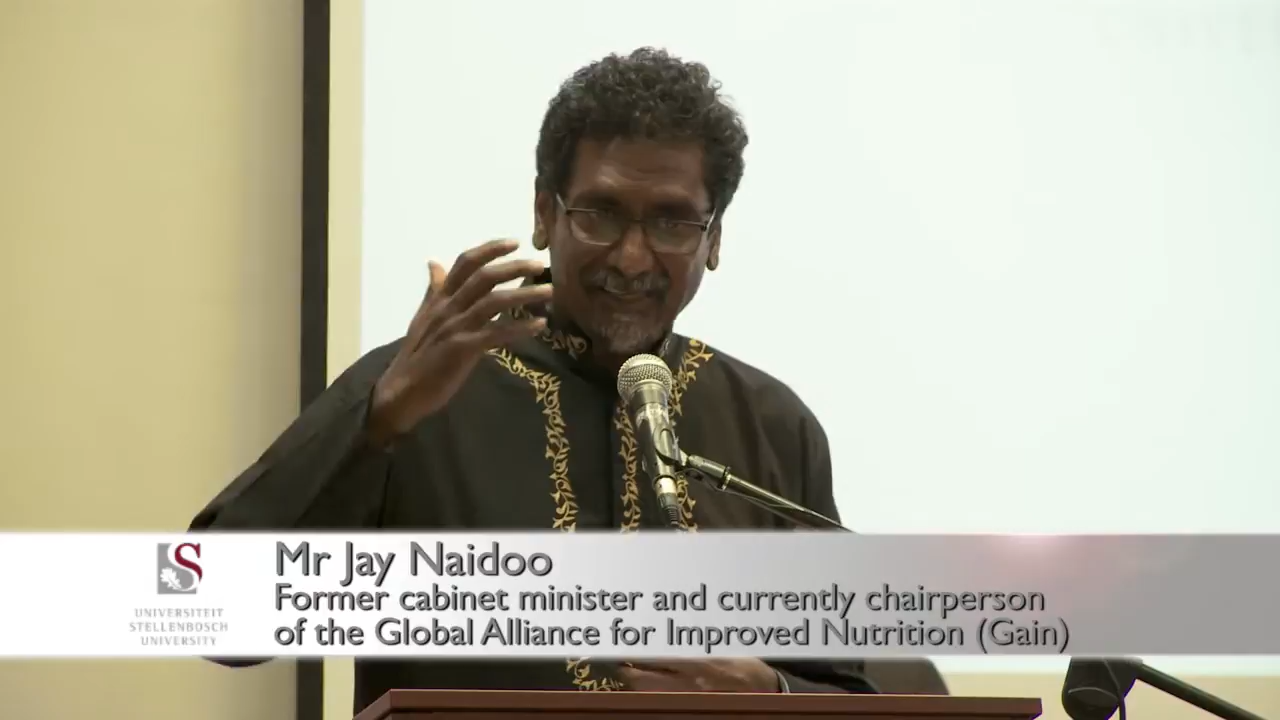 Mr Jay Naidoo
Former cabinet minister and currently chairperson
of the Global Alliance for Improved Nutrition (Gain)
S
UNIVERSITEIT
STELLENBOSCH
UNIVERSITY